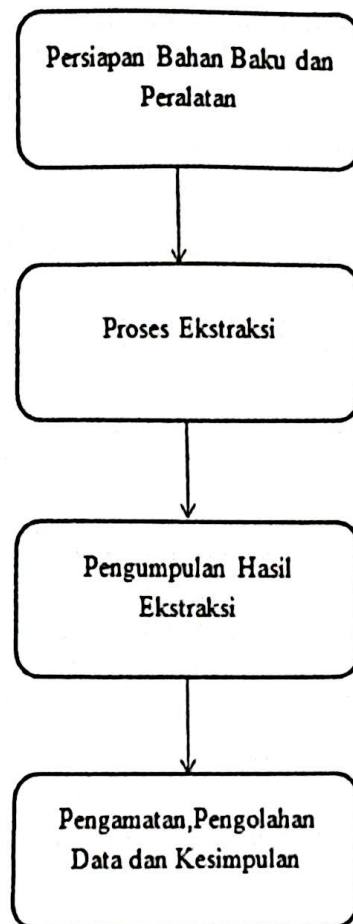 Persiapan Bahan Baku dan
Peralatan
Proses Ekstraksi
Pengumpulan Hasil
Ekstraksi
Pengamatan,Pengolahan
Data dan Kesimpulan